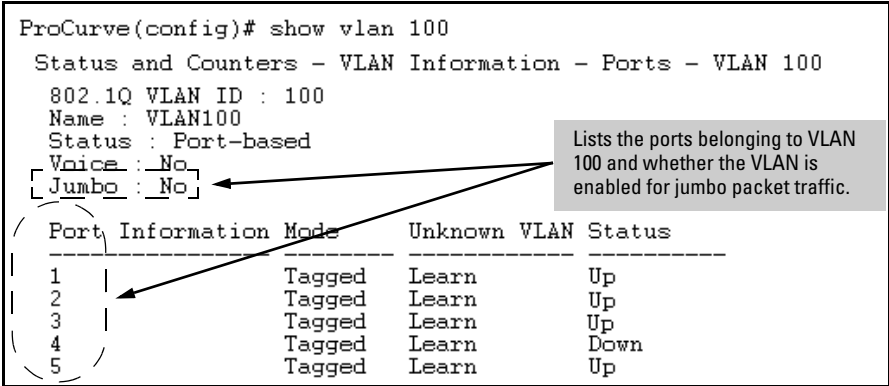 ProCurve(config)# show vlan 100
Status and Counters - VLAN Information - Ports - VLAN 100
802.1Q VLAN ID : 100
Name : VLAN100
Status : Port-based
Voice : No
Jumbo : No
Lists the ports belonging to VLAN
100 and whether the VLAN is
enabled for jumbo packet traffic.
Port Information Mode Unknown VLAN Status
---------------- -------- ------------ ----------
1 Tagged Learn Up
2 Tagged Learn Up
3 Tagged Learn Up
4 Tagged Learn Down
5 Tagged Learn Up